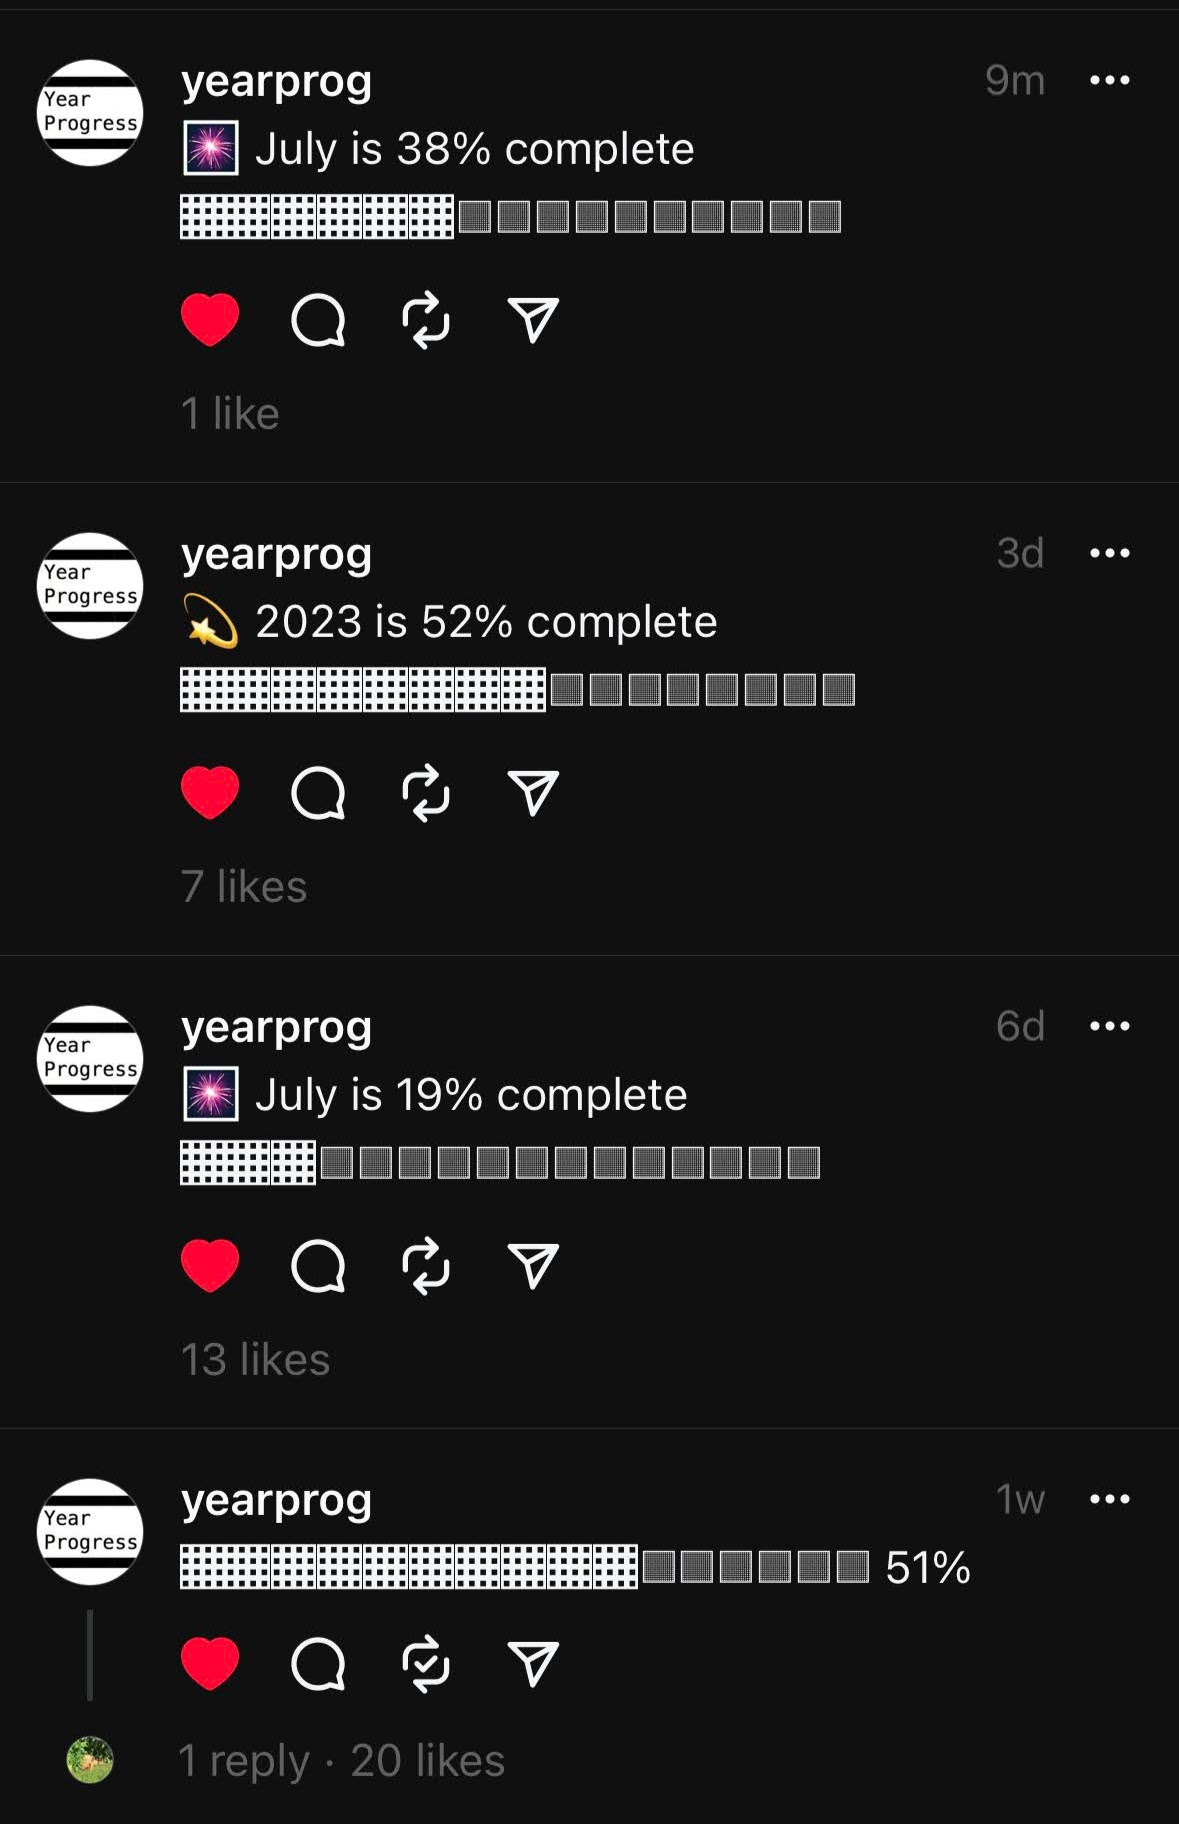 Year
Progress
yearprog
9m
🎆 July is 38% complete
1 like
Year
Progress
yearprog
3d
💫 2023 is 52% complete
7 likes
Year
Progress
yearprog
6d
🎆 July is 19% complete
13 likes
Year
Progress
yearprog
1w
51%
1 reply · 20 likes